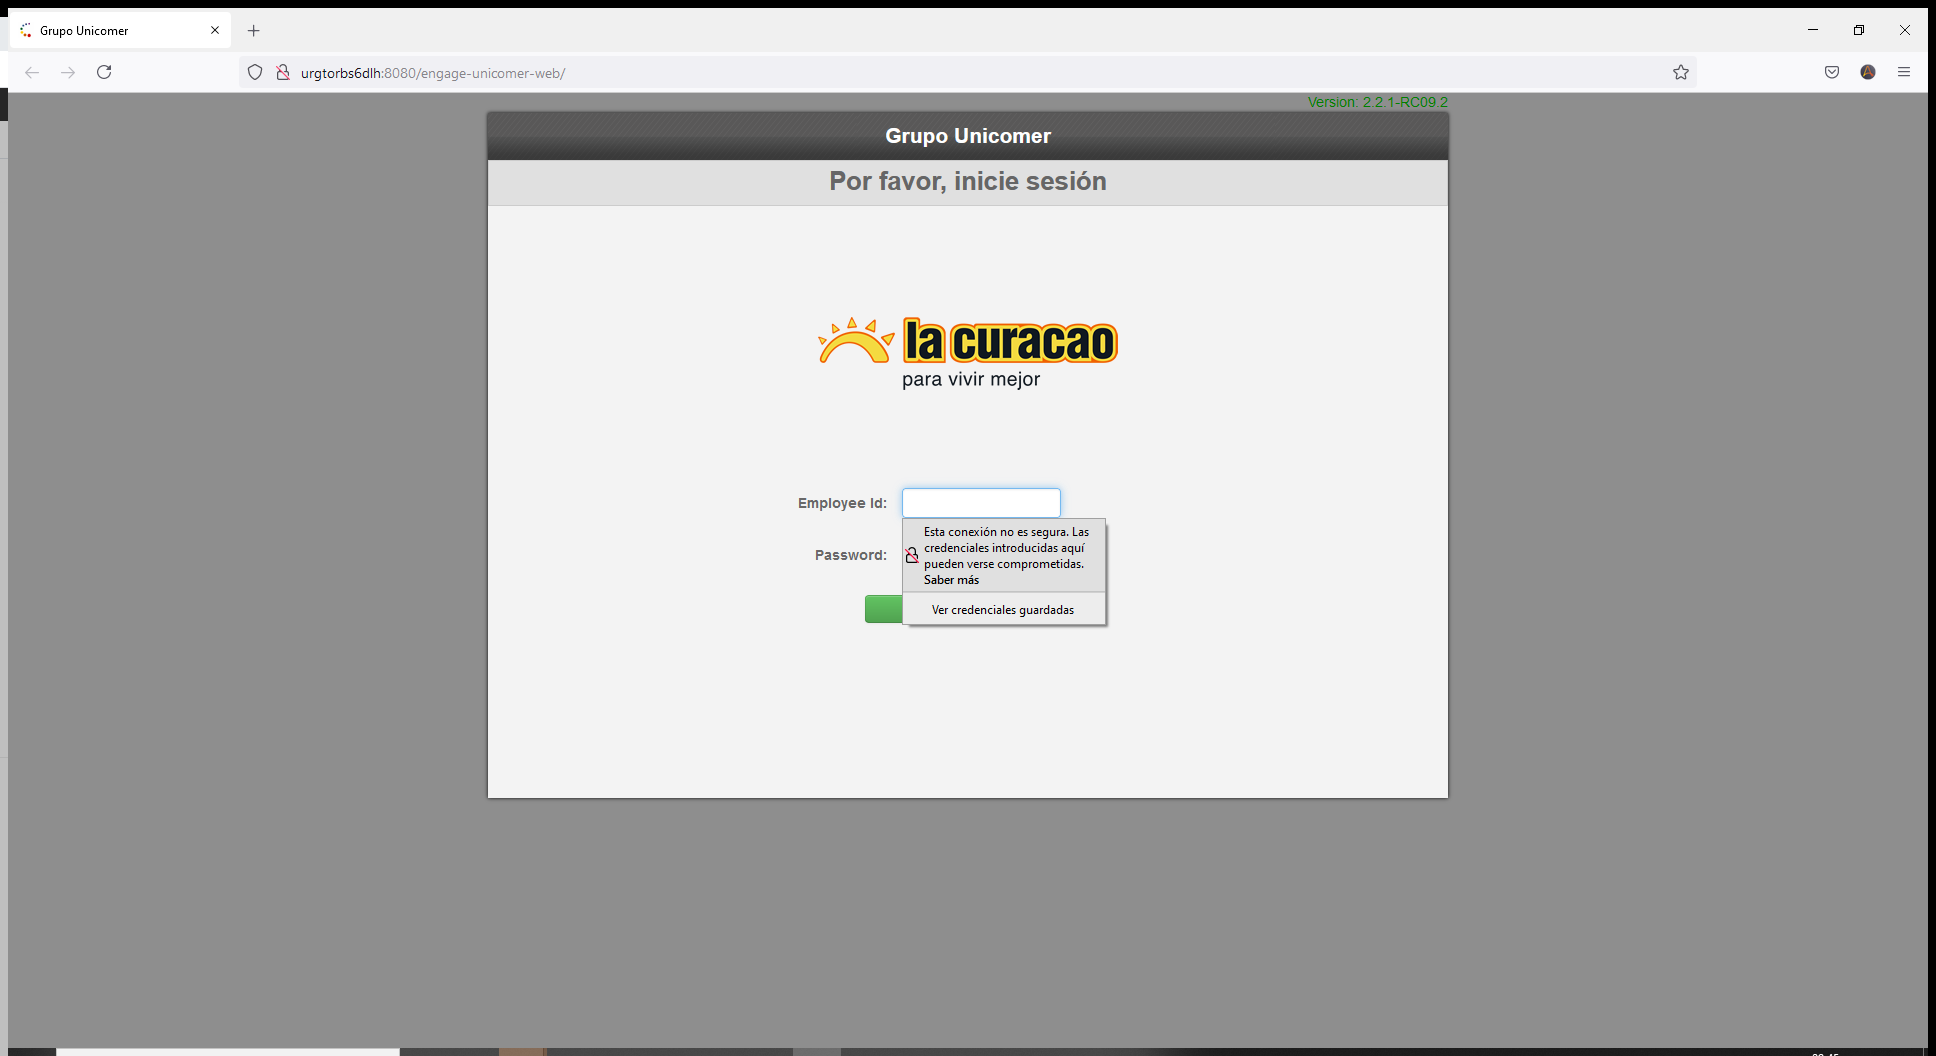 Grupo Unicomer
urgtorbs6dlh:8080/engage-unicomer-web/
Version: 2.2.1-RC09.2
Grupo Unicomer
Por favor, inicie sesión
la curacao
para vivir mejor
Employee Id:
Esta conexión no es segura. Las
credenciales introducidas aquí
pueden verse comprometidas.
Saber más
Password:
Ver credenciales guardadas